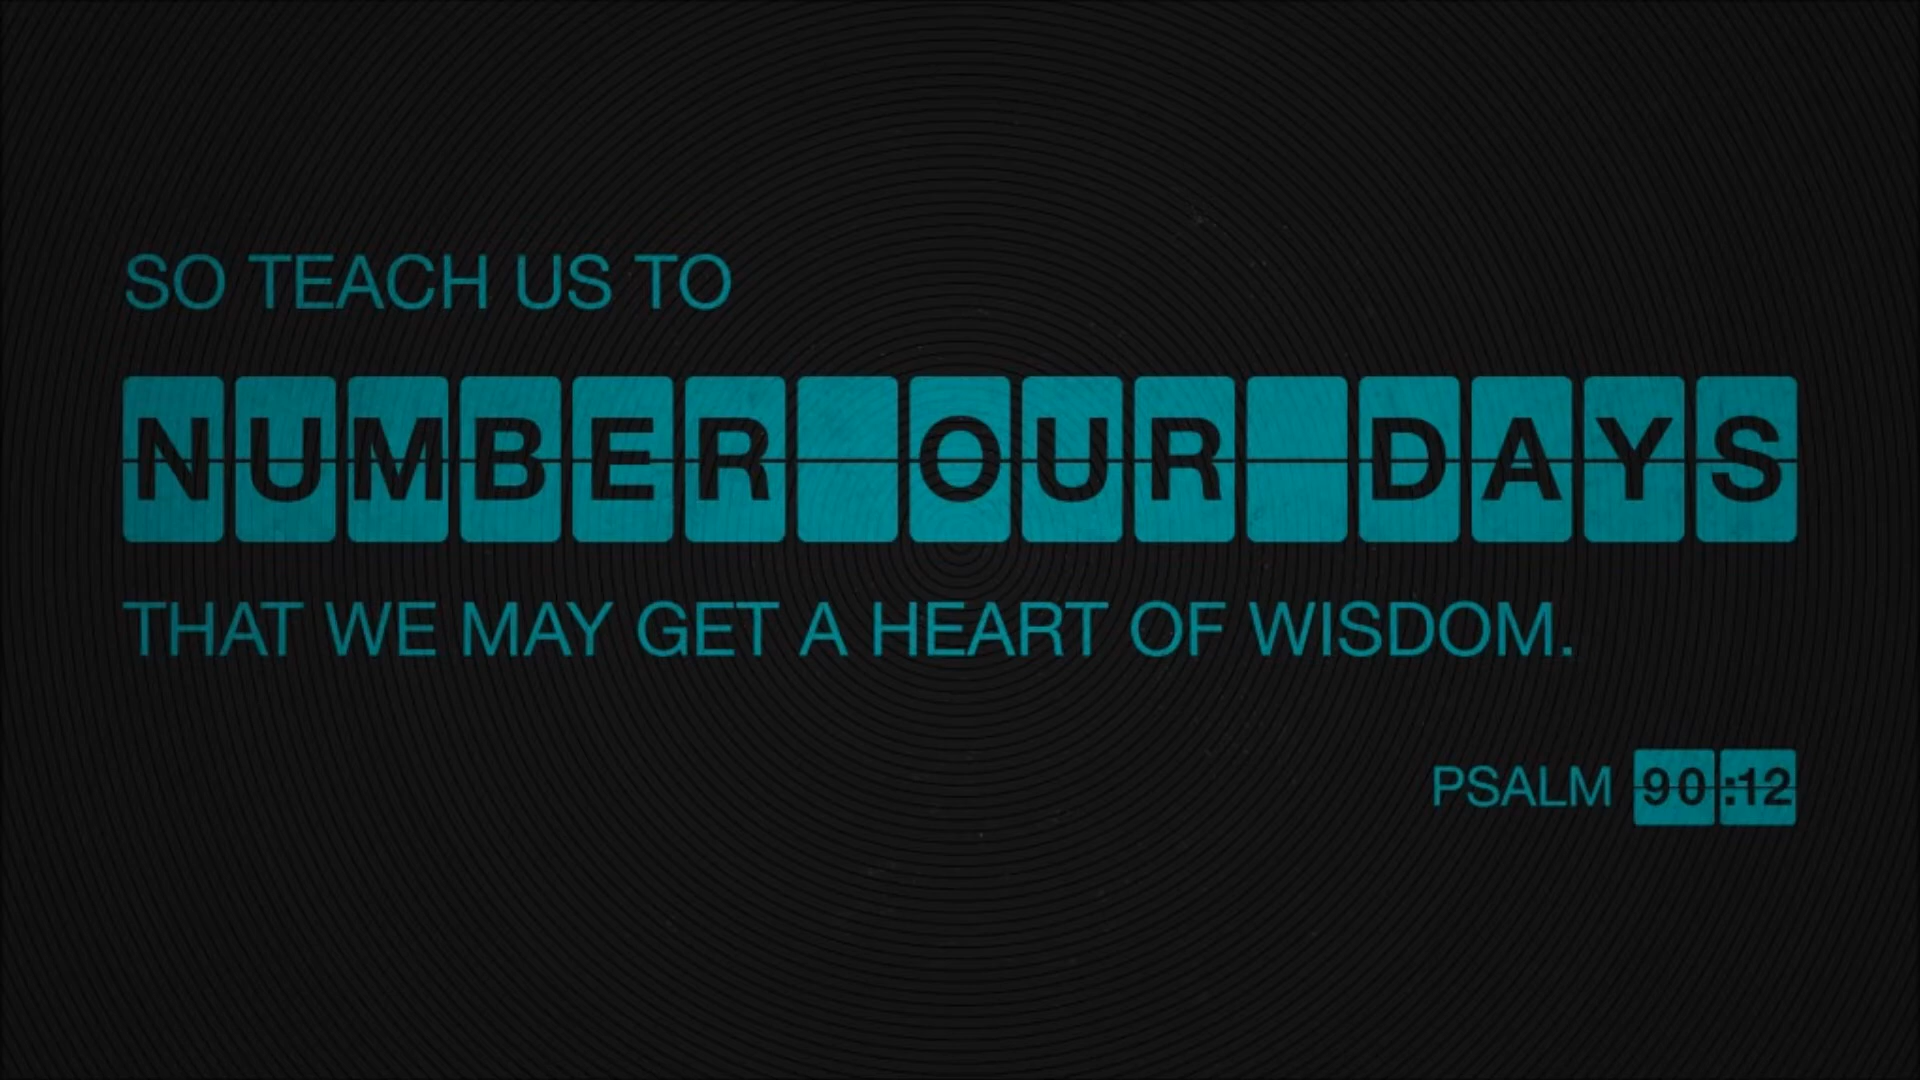 SO TEACH US TO
NUMBER OUR DAYS
THAT WE MAY GET A HEART OF WISDOM.
PSALM 90:12